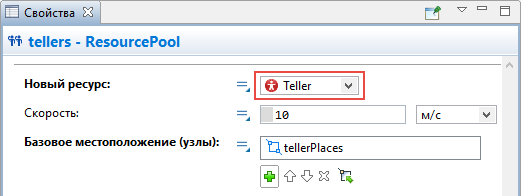 Свойства
tellers - ResourcePool
Новый ресурс: Teller
Скорость: 10 м/с
Базовое местоположение (узлы): tellerPlaces